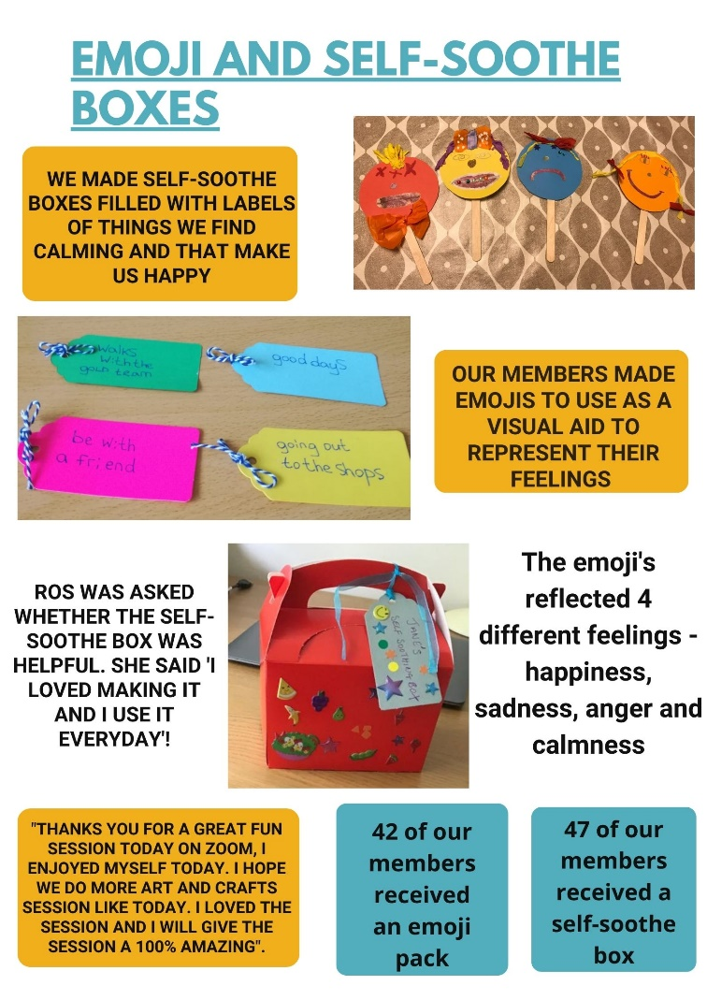 EMOJI AND SELF-SOOTHE
BOXES
WE MADE SELF-SOOTHE
BOXES FILLED WITH LABELS
OF THINGS WE FIND
CALMING AND THAT MAKE
US HAPPY
walks
with the
gold team
good days
be with
a friend
going out
to the shops
OUR MEMBERS MADE
EMOJIS TO USE AS A
VISUAL AID TO
REPRESENT THEIR
FEELINGS
ROS WAS ASKED
WHETHER THE SELF-
SOOTHE BOX WAS
HELPFUL. SHE SAID 'I
LOVED MAKING IT
AND I USE IT
EVERYDAY'!
JANE'S
SELF SOOTHING BOX
The emoji's
reflected 4
different feelings -
happiness,
sadness, anger and
calmness
"THANKS YOU FOR A GREAT FUN
SESSION TODAY ON ZOOM, I
ENJOYED MYSELF TODAY. I HOPE
WE DO MORE ART AND CRAFTS
SESSION LIKE TODAY. I LOVED THE
SESSION AND I WILL GIVE THE
SESSION A 100% AMAZING".
42 of our
members
received
an emoji
pack
47 of our
members
received a
self-soothe
box